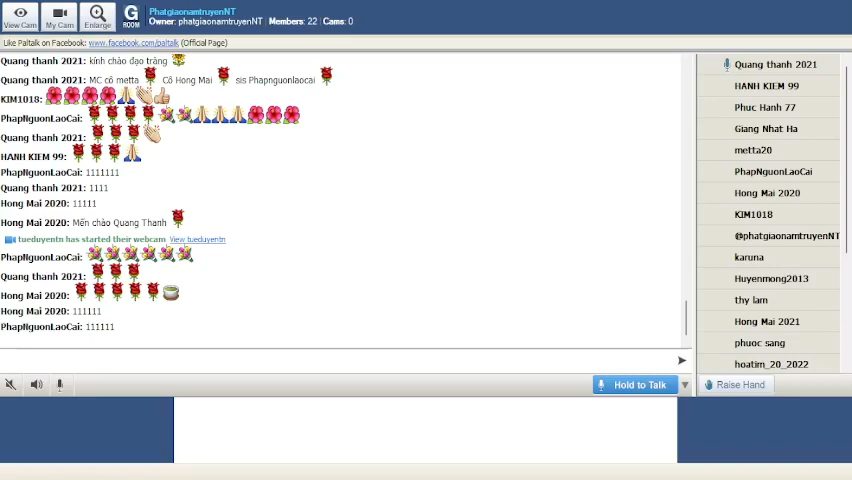 View Cam
My Cam
Enlarge
G
ROOM
PhatgiaonamtruyenNT
Owner: phatgiaonamtruyenNT | Members: 22 | Cams: 0
Like Paltalk on Facebook: www.facebook.com/paltalk (Official Page)
Quang thanh 2021: kính chào đạo tràng
Quang thanh 2021: MC cô metta Cô Hong Mai sis Phapnguonlaocai
KIM1018:
PhapNguonLaoCai:
Quang thanh 2021:
HANH KIEM 99:
PhapNguonLaoCai: 1111111
Quang thanh 2021: 1111
Hong Mai 2020: 11111
Hong Mai 2020: Mến chào Quang Thanh
tueduyentn has started their webcam View tueduyentn
PhapNguonLaoCai:
Quang thanh 2021:
Hong Mai 2020:
Hong Mai 2020: 111111
PhapNguonLaoCai: 111111
Hold to Talk
Quang thanh 2021
HANH KIEM 99
Phuc Hanh 77
Giang Nhat Ha
metta20
PhapNguonLaoCai
Hong Mai 2020
KIM1018
@phatgiaonamtruyenNT
karuna
Huyenmong2013
thy lam
Hong Mai 2021
phuoc sang
hoatim_20_2022
Raise Hand